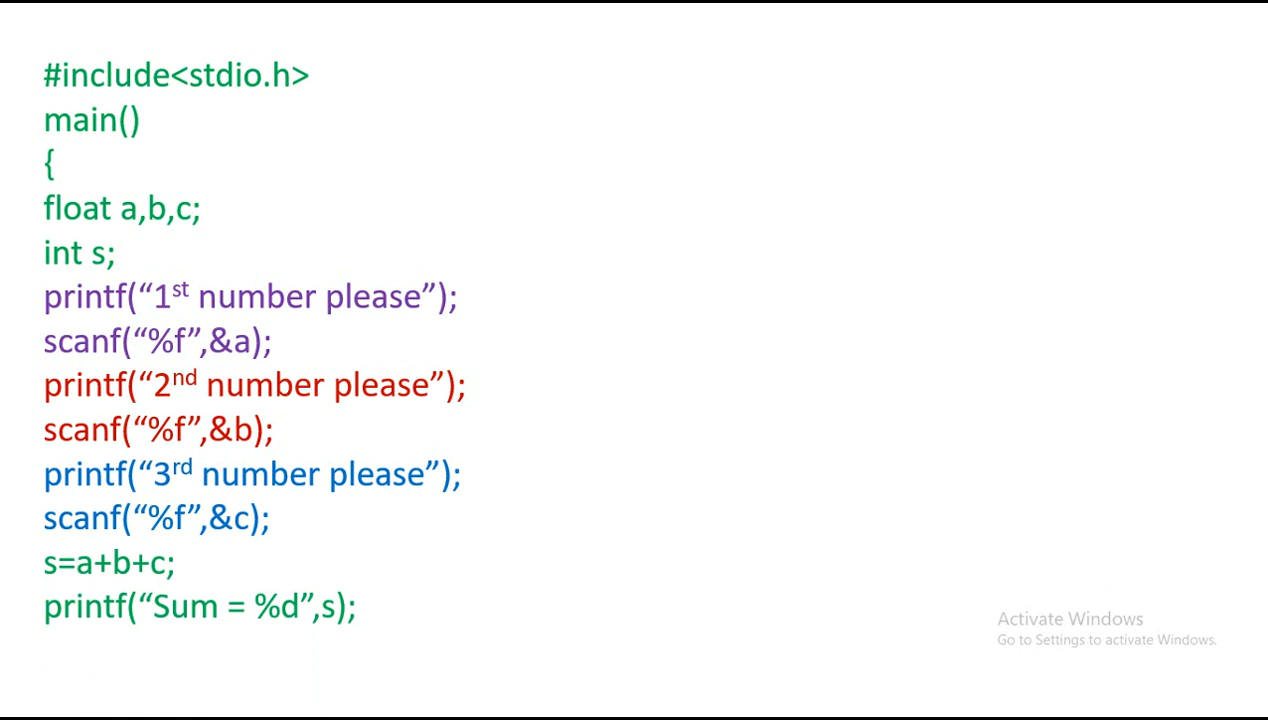 #include<stdio.h>
main()
{
float a,b,c;
int s;
printf(“1st number please”);
scanf(“%f”,&a);
printf(“2nd number please”);
scanf(“%f”,&b);
printf(“3rd number please”);
scanf(“%f”,&c);
s=a+b+c;
printf(“Sum = %d”,s);
Activate Windows
Go to Settings to activate Windows.